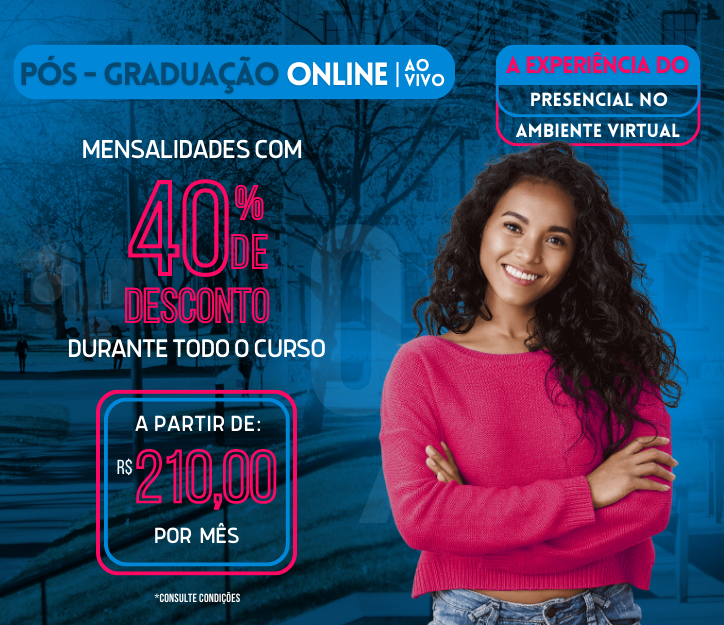 PÓS - GRADUAÇÃO ONLINE | AO VIVO
A EXPERIÊNCIA DO
PRESENCIAL NO
AMBIENTE VIRTUAL
MENSALIDADES COM
40%
DE
DESCONTO
DURANTE TODO O CURSO
A PARTIR DE:
R$ 210,00
POR MÊS
*CONSULTE CONDIÇÕES